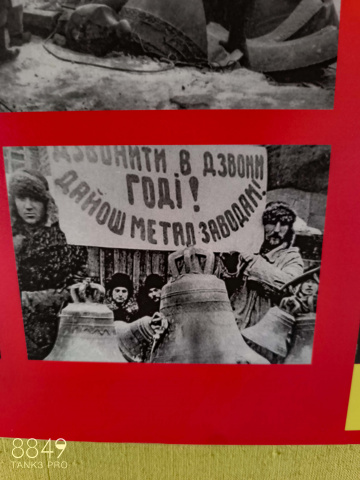 ДЗВОНИТИ В ДЗВОНИ
ГОДІ!
ДАЙОШ МЕТАЛ ЗАВОДАМ!
8849
TANK3 PRO